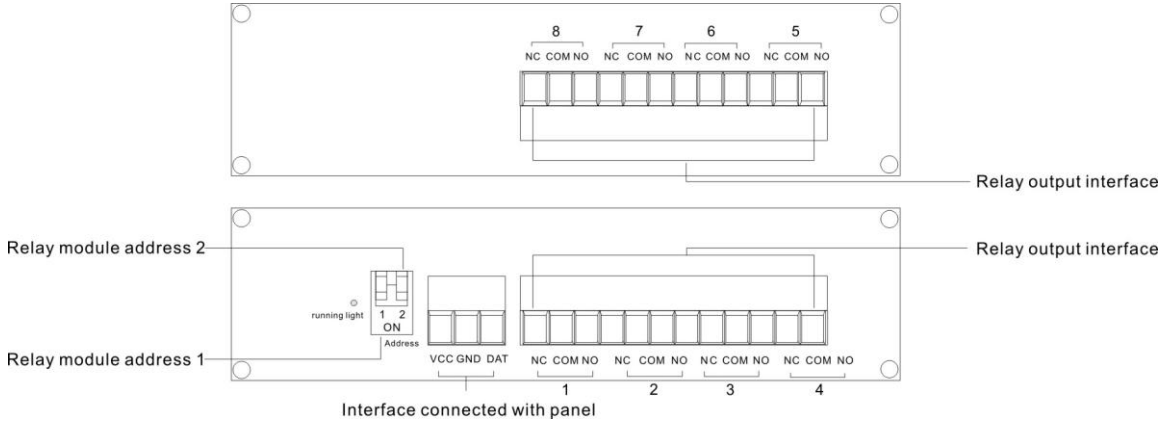 8 7 6 5
NC COM NO NC COM NO NC COM NO NC COM NO
Relay output interface
Relay module address 2
Relay output interface
running light
1 2
ON
Address
Relay module address 1
VCC GND DAT NC COM NO NC COM NO NC COM NO NC COM NO
1 2 3 4
Interface connected with panel